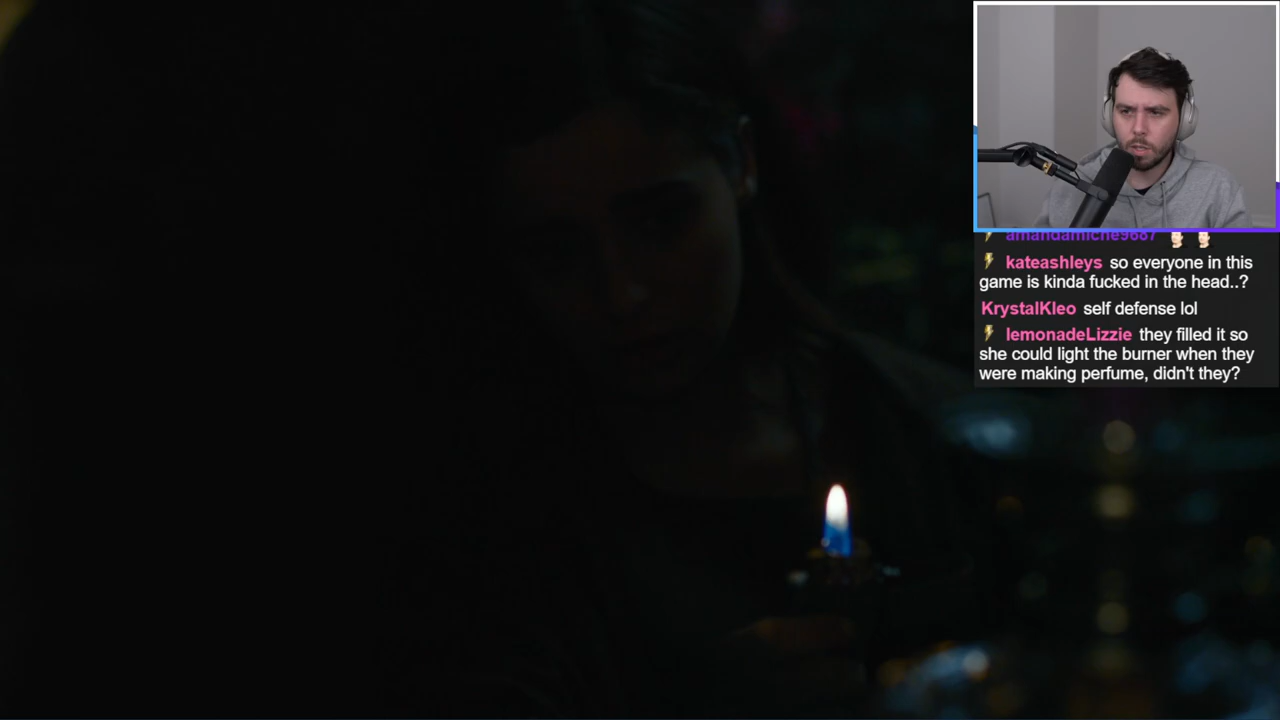 amandamiche9687
kateashleys so everyone in this
game is kinda fucked in the head..?
KrystalKleo self defense lol
lemonadeLizzie they filled it so
she could light the burner when they
were making perfume, didn't they?